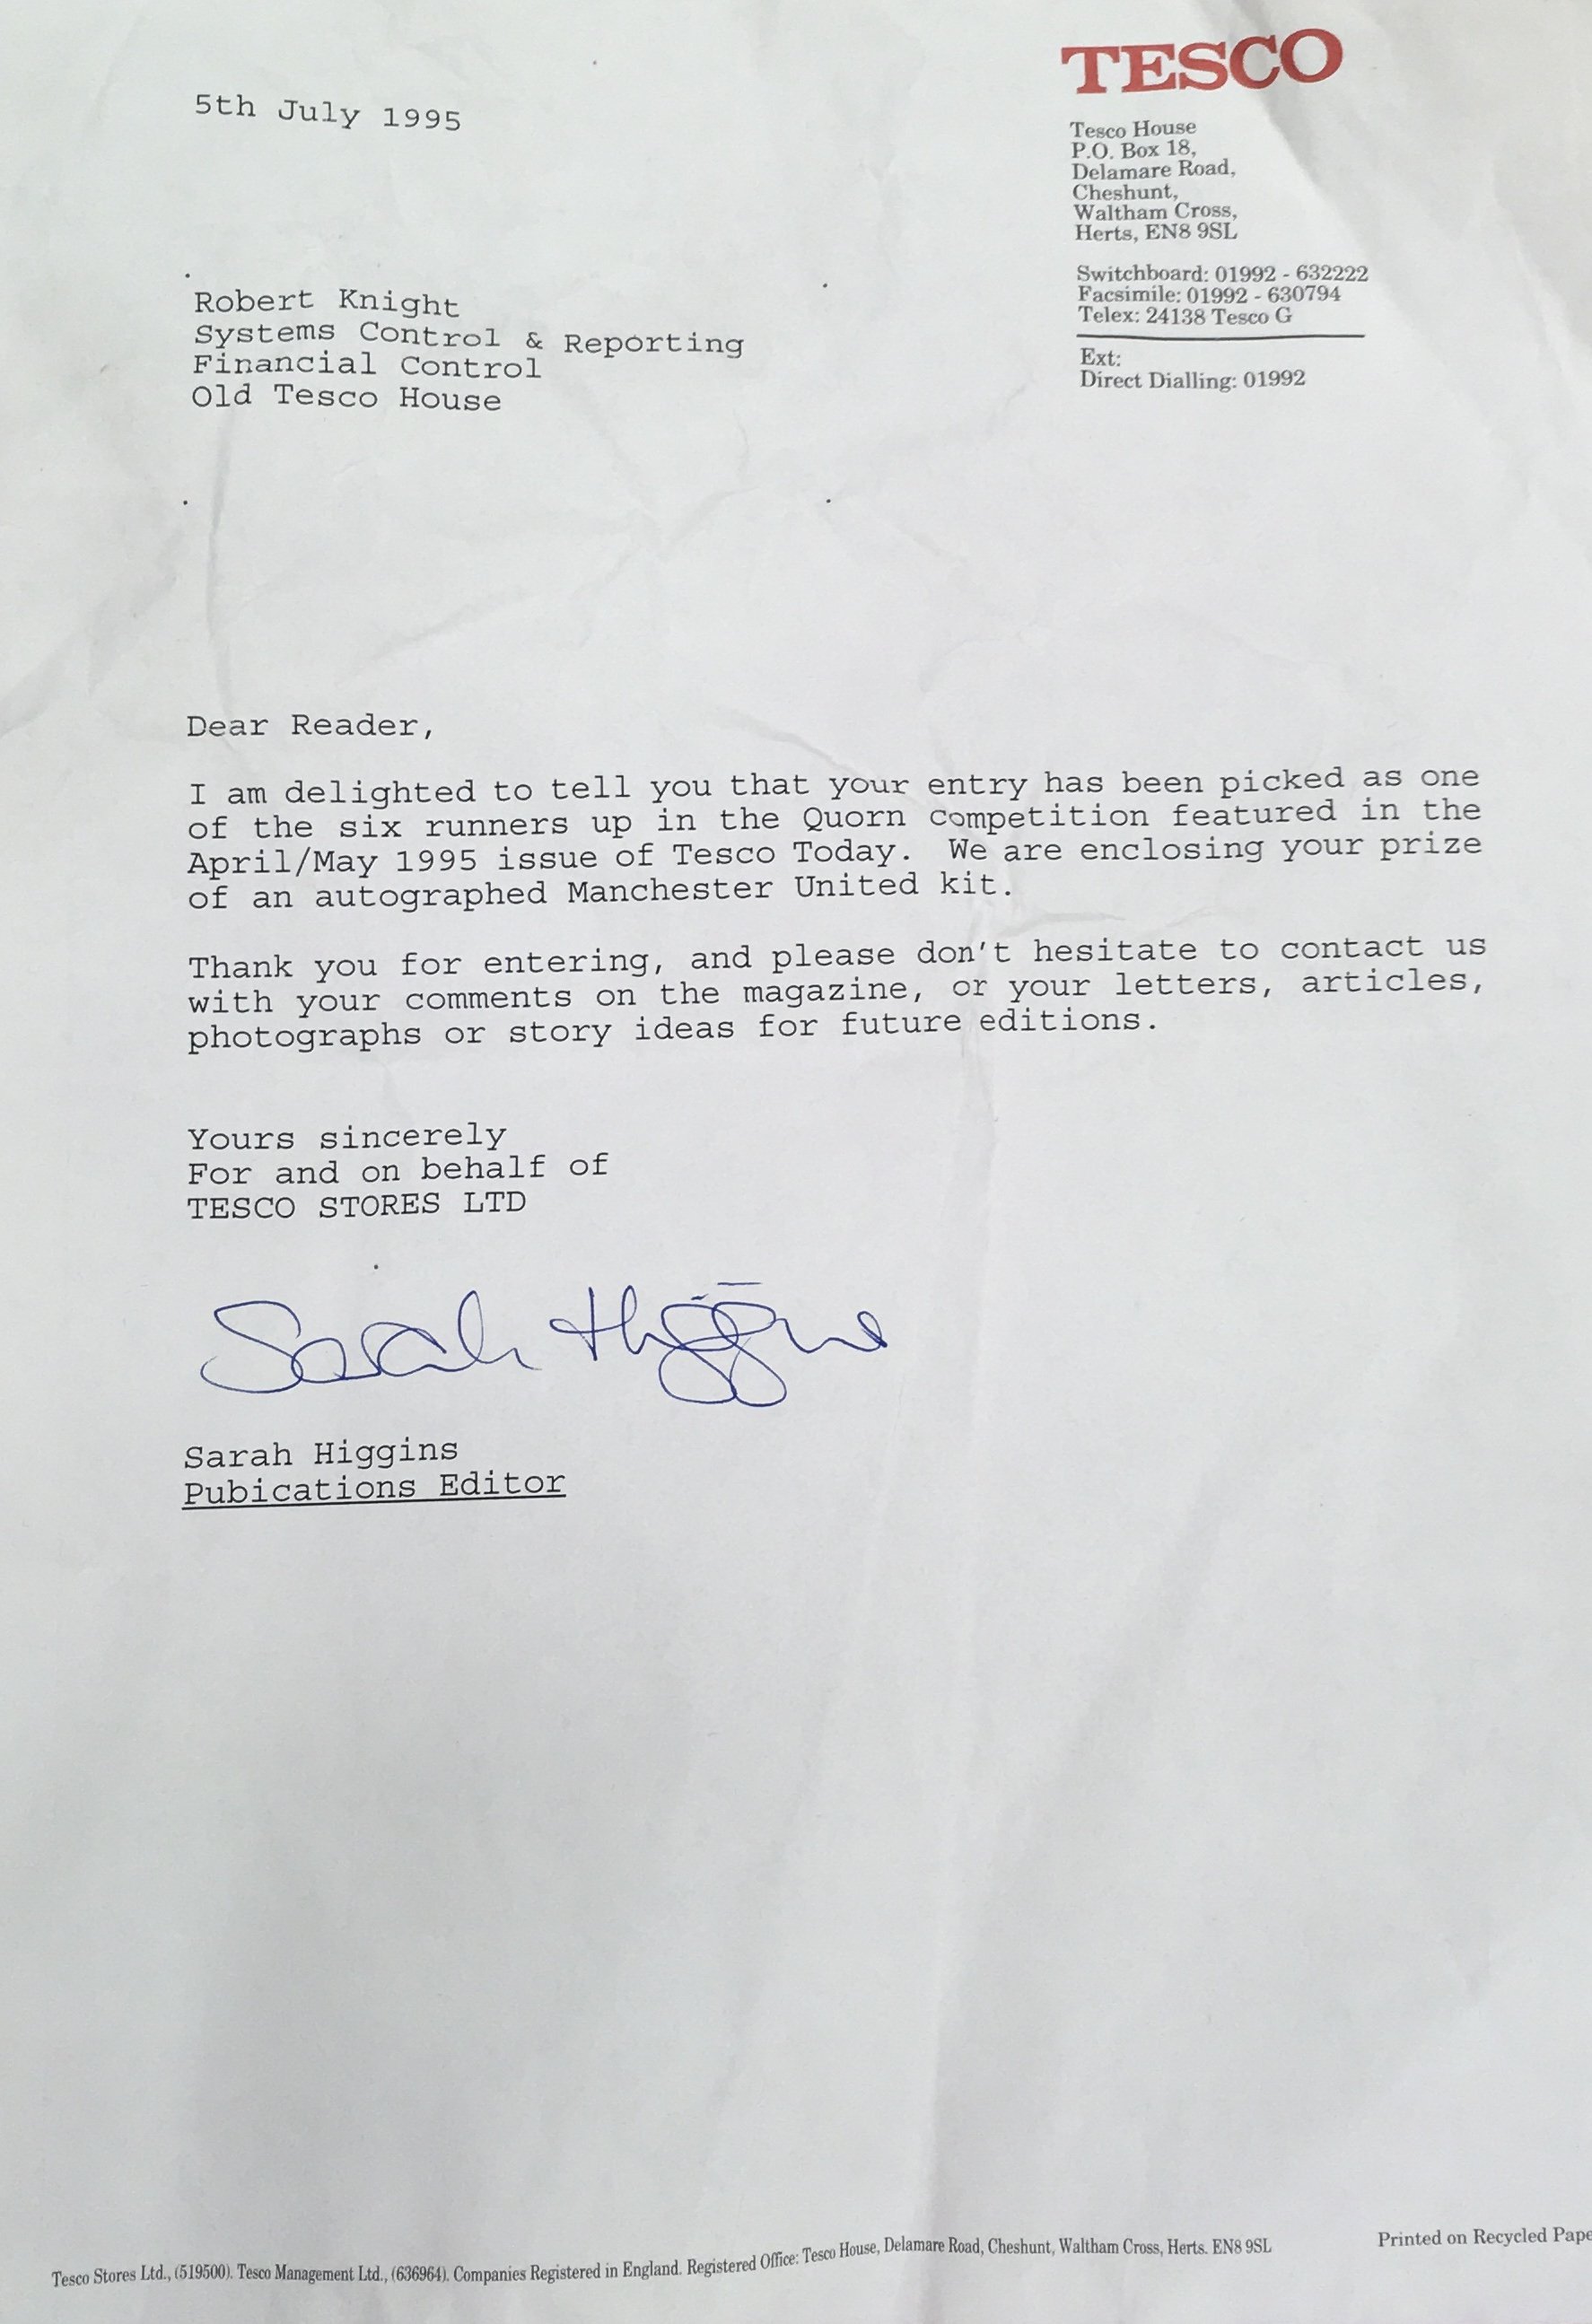 TESCO
5th July 1995
Tesco House
P.O. Box 18,
Delamare Road,
Cheshunt,
Waltham Cross,
Herts, EN8 9SL
Switchboard: 01992 - 632222
Facsimile: 01992 - 630794
Telex: 24138 Tesco G
Ext:
Direct Dialling: 01992
Robert Knight
Systems Control & Reporting
Financial Control
Old Tesco House
Dear Reader,
I am delighted to tell you that your entry has been picked as one
of the six runners up in the Quorn competition featured in the
April/May 1995 issue of Tesco Today. We are enclosing your prize
of an autographed Manchester United kit.
Thank you for entering, and please don't hesitate to contact us
with your comments on the magazine, or your letters, articles,
photographs or story ideas for future editions.
Yours sincerely
For and on behalf of
TESCO STORES LTD
Sarah Higgins
Sarah Higgins
Pubications Editor
Tesco Stores Ltd., (519500). Tesco Management Ltd., (636964). Companies Registered in England. Registered Office: Tesco House, Delamare Road, Cheshunt, Waltham Cross, Herts. EN8 9SL
Printed on Recycled Pape